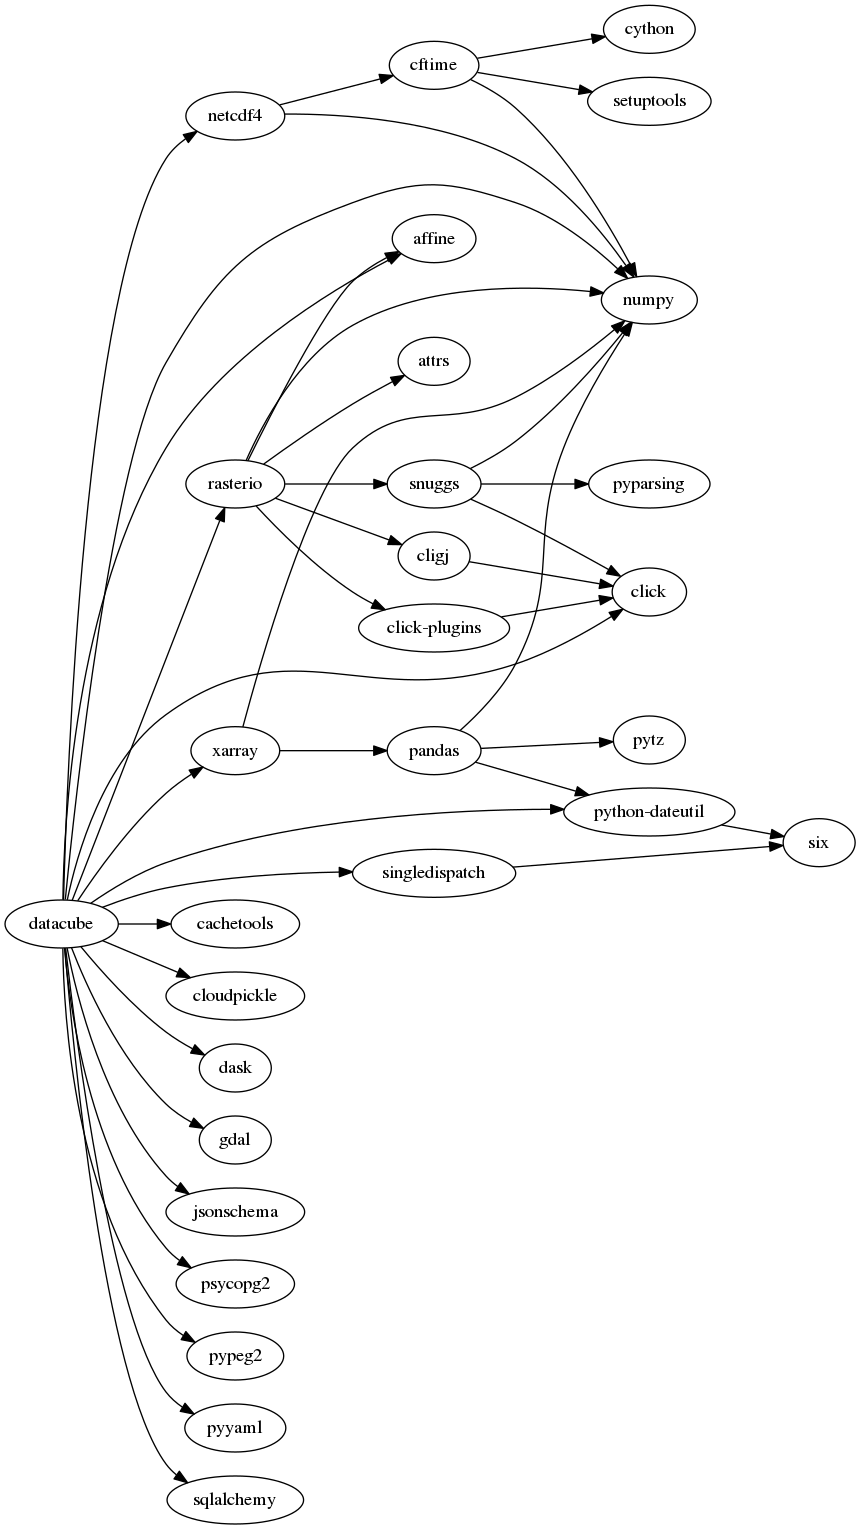 cython
cftime
setuptools
netcdf4
affine
numpy
attrs
rasterio
snuggs
pyparsing
cligj
click
click-plugins
xarray
pandas
pytz
python-dateutil
six
singledispatch
datacube
cachetools
cloudpickle
dask
gdal
jsonschema
psycopg2
pypeg2
pyyaml
sqlalchemy